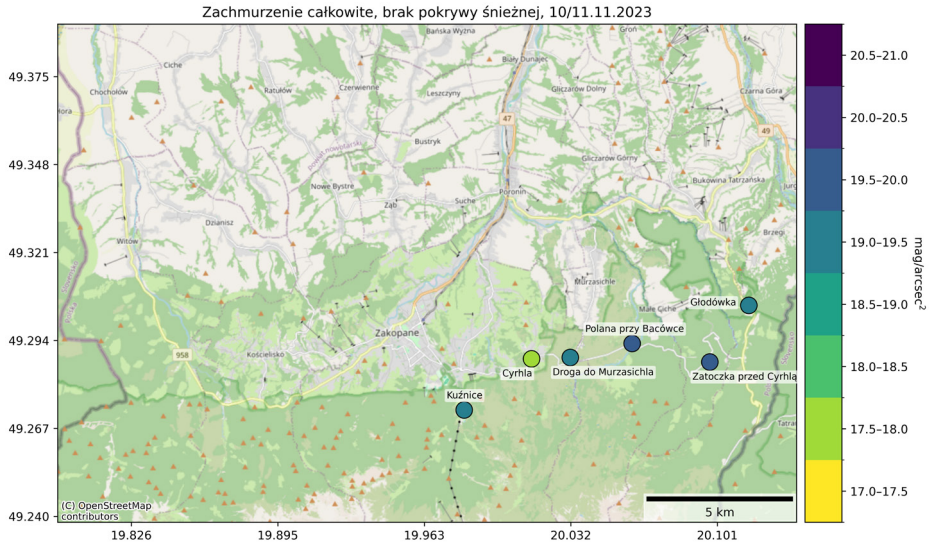 Zachmurzenie całkowite, brak pokrywy śnieżnej, 10/11.11.2023
49.375
49.348
49.321
49.294
49.267
49.240
19.826
19.895
19.963
20.032
20.101
Bańska Wyżna
Groń
Biały Dunajec
Ciche
Chochołów
Ratułów
Czerwienne
Leszczyny
Gliczarów Dolny
Czarna Góra
47
49
Bustryk
Powiat nowotarski
Gliczarów Górny
Nowe Bystre
Bukowina Tatrzańska
Poronin
Ząb
Suche
Dzianisz
Witów
Brzeg
Murzasichle
Małe Ciche
Głodówka
Polana przy Bacówce
Zakopane
958
Kościelisko
Cyrhla
Droga do Murzasichla
Zatoczka przed Cyrhlą
Kuźnice
Tatra
(C) OpenStreetMap
contributors
5 km
20.5–21.0
20.0–20.5
19.5–20.0
19.0–19.5
18.5–19.0
18.0–18.5
17.5–18.0
17.0–17.5
mag/arcsec²